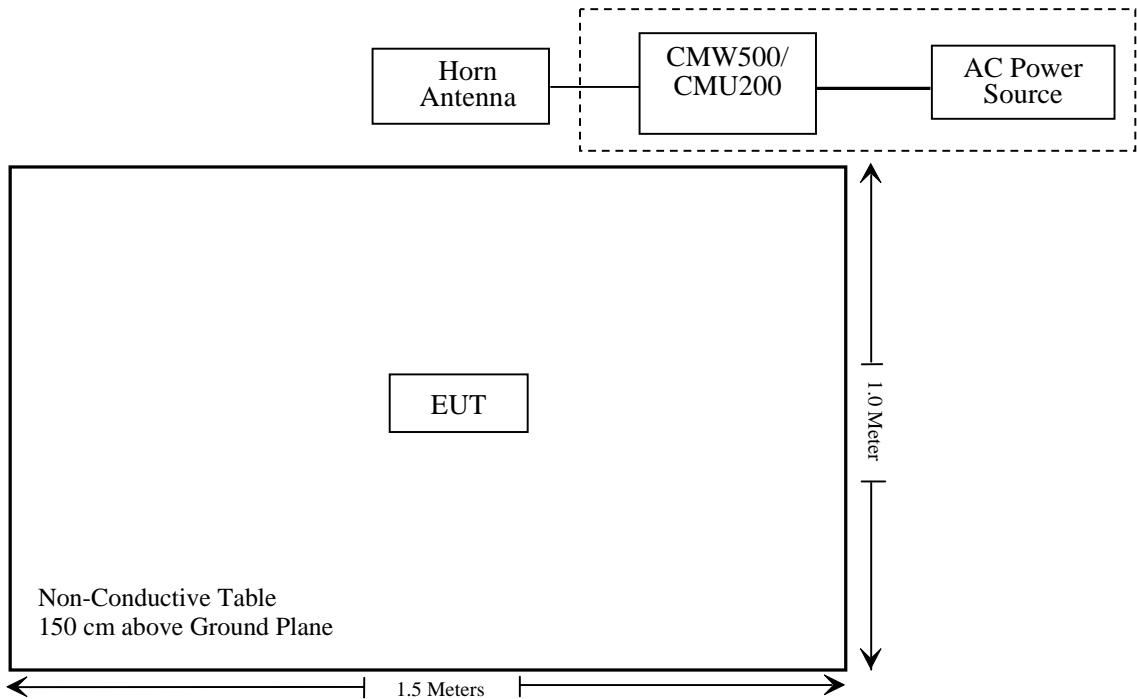 Horn
Antenna
CMW500/
CMU200
AC Power
Source
EUT
1.0 Meter
Non-Conductive Table
150 cm above Ground Plane
1.5 Meters